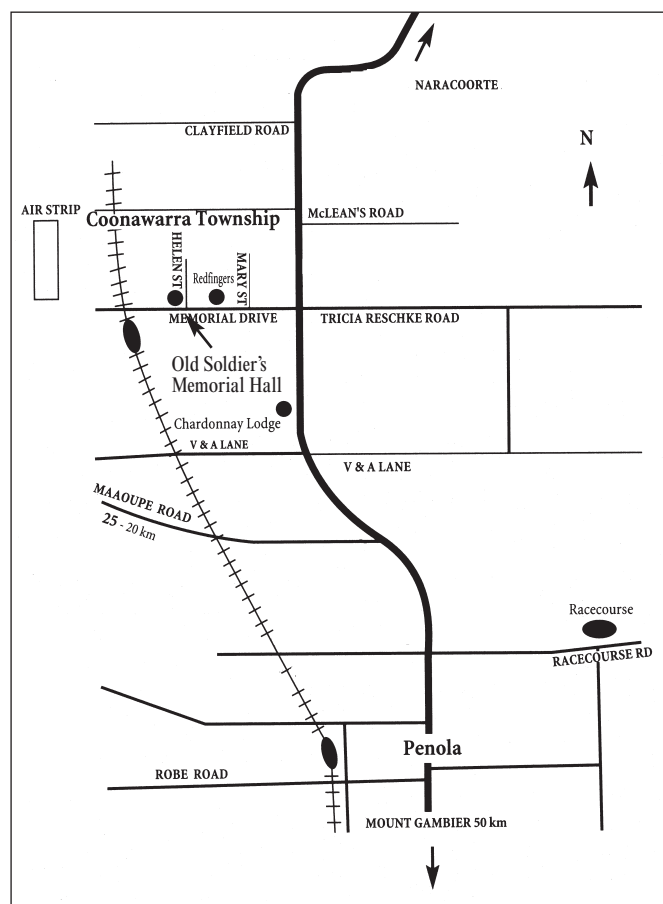 NARACOORTE
CLAYFIELD ROAD
N
AIR STRIP
Coonawarra Township
McLEAN'S ROAD
HELEN ST
Redfingers
MARY ST
MEMORIAL DRIVE
TRICIA RESCHKE ROAD
Old Soldier's
Memorial Hall
Chardonnay Lodge
V & A LANE
V & A LANE
MAAOUPE ROAD
25 - 20 km
Racecourse
RACECOURSE RD
Penola
ROBE ROAD
MOUNT GAMBIER 50 km